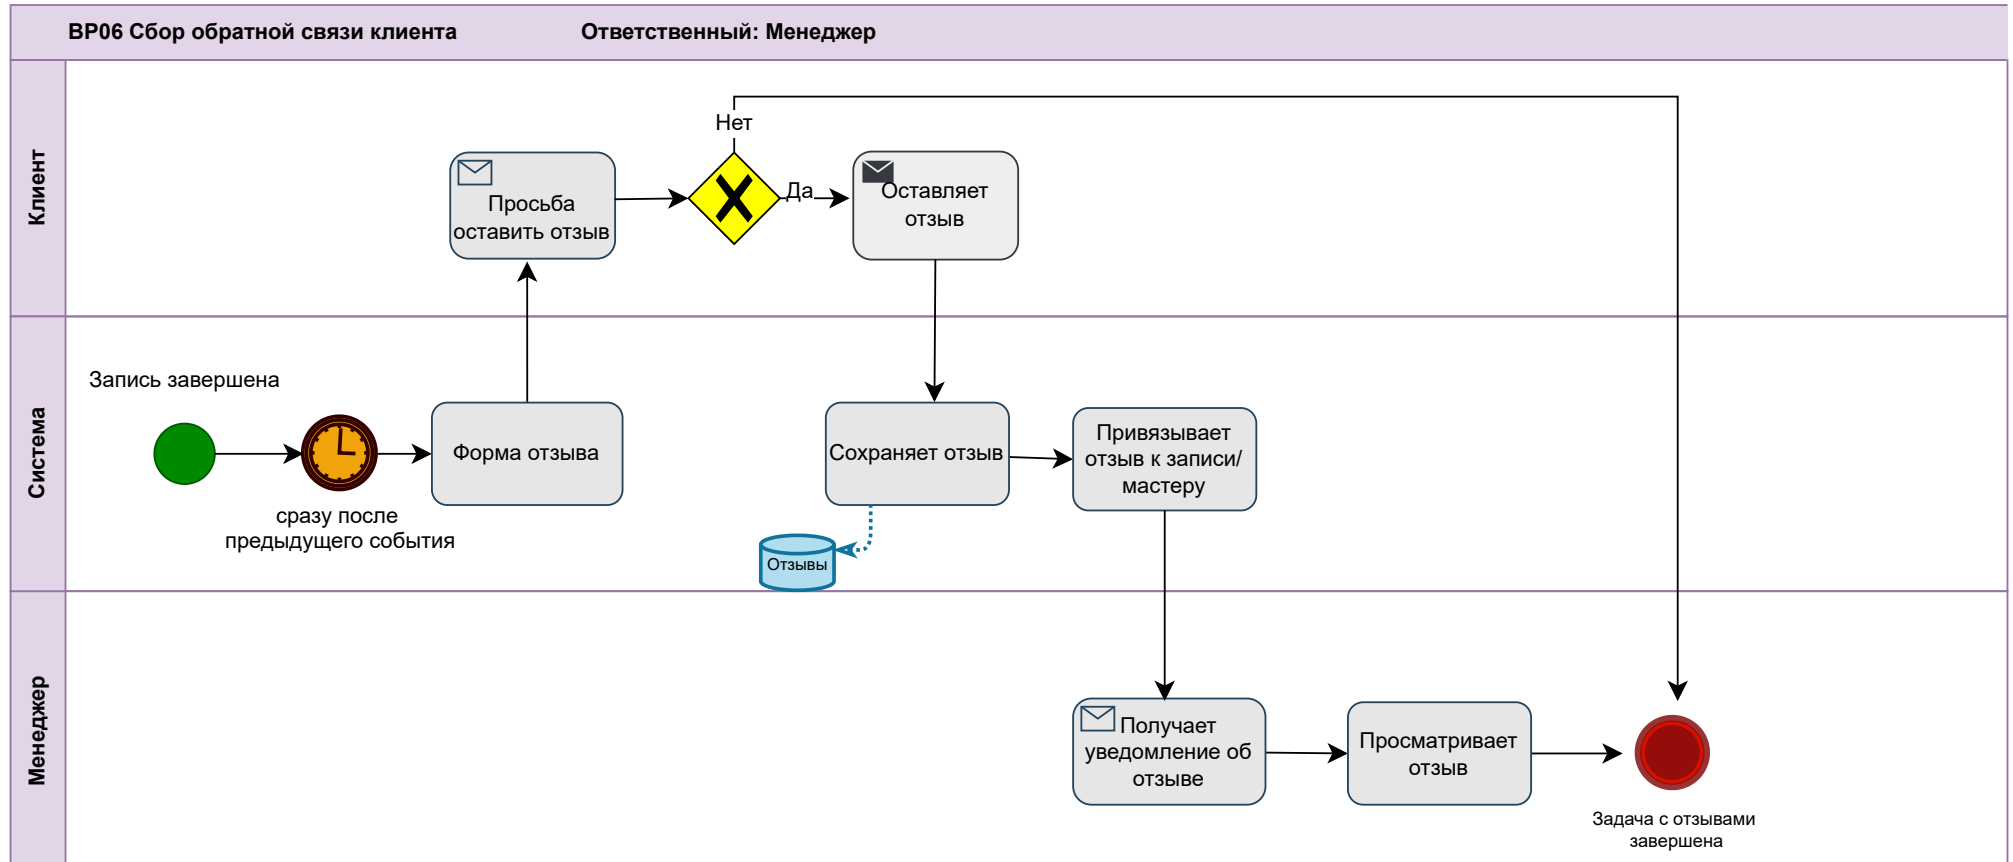 BP06 Сбор обратной связи клиента
Ответственный: Менеджер
Клиент
Нет
Просьба
оставить отзыв
Да
Оставляет
отзыв
Система
Запись завершена
сразу после
предыдущего события
Форма отзыва
Сохраняет отзыв
Отзывы
Привязывает
отзыв к записи/
мастеру
Менеджер
Получает
уведомление об
отзыве
Просматривает
отзыв
Задача с отзывами
завершена